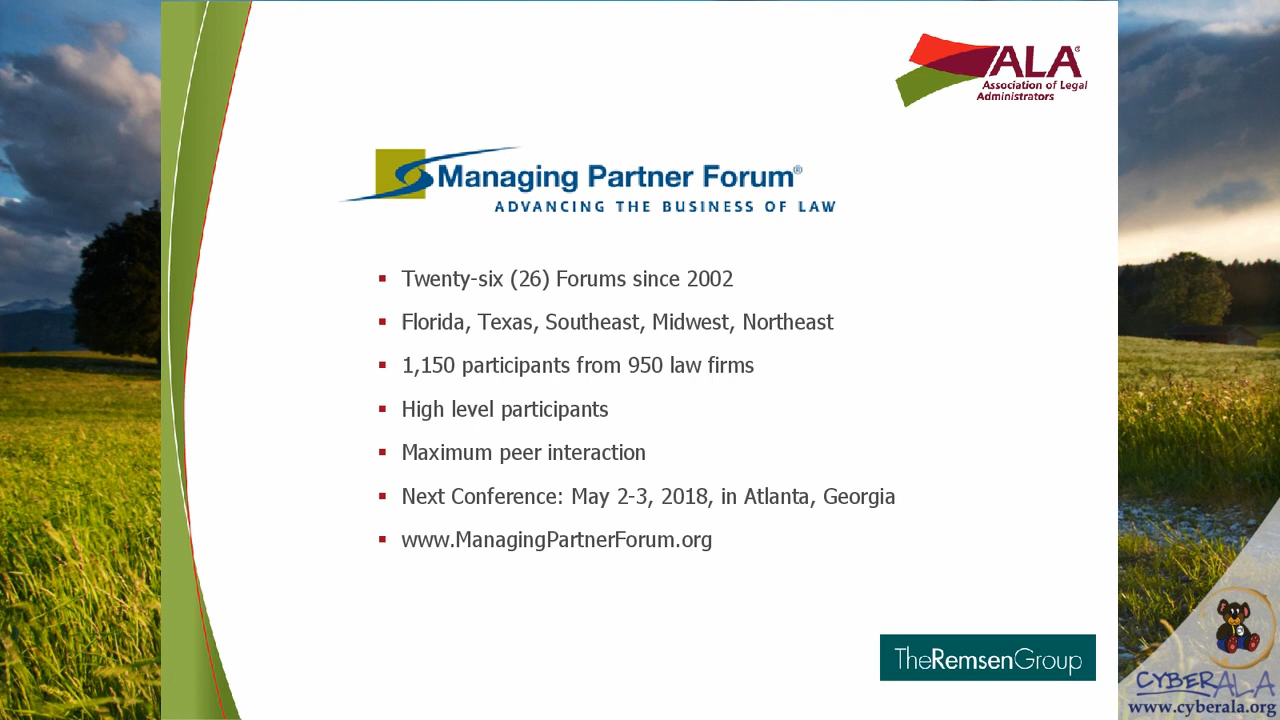 ALA®
Association of Legal
Administrators
Managing Partner Forum®
ADVANCING THE BUSINESS OF LAW
▪ Twenty-six (26) Forums since 2002
▪ Florida, Texas, Southeast, Midwest, Northeast
▪ 1,150 participants from 950 law firms
▪ High level participants
▪ Maximum peer interaction
▪ Next Conference: May 2-3, 2018, in Atlanta, Georgia
▪ www.ManagingPartnerForum.org
TheRemsenGroup
CYBERALA
www.cyberala.org